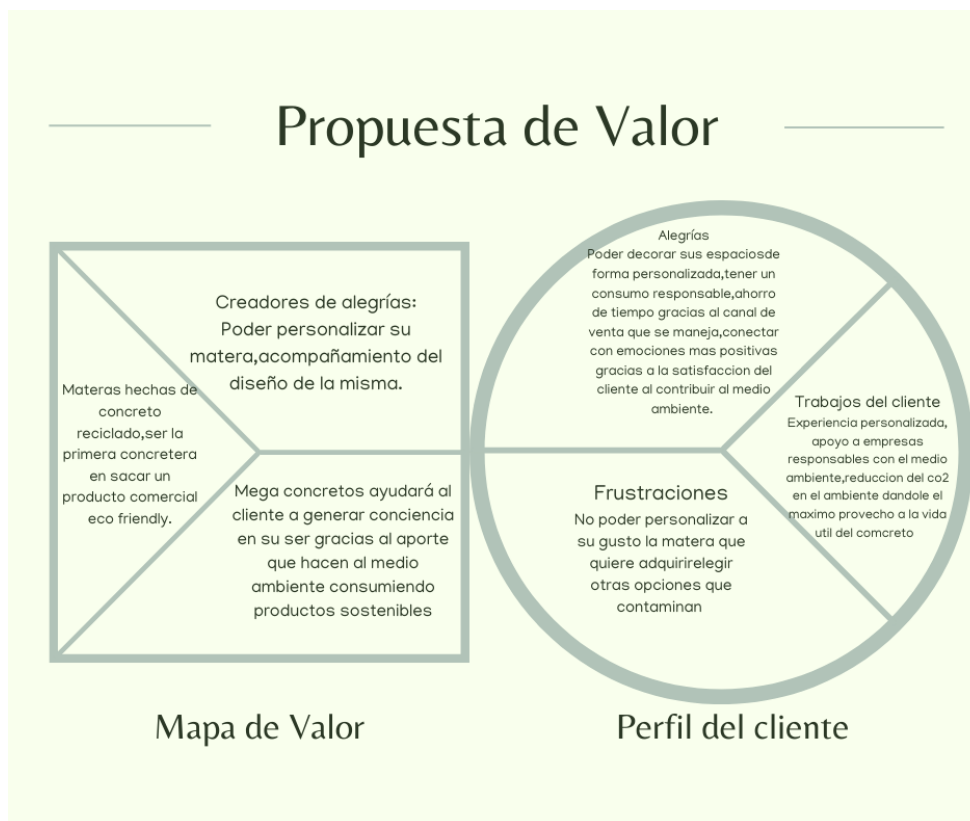 Propuesta de Valor
Materas hechas de
concreto
reciclado,ser la
primera concretera
en sacar un
producto comercial
eco friendly.
Creadores de alegrías:
Poder personalizar su
matera,acompañamiento del
diseño de la misma.
Mega concretos ayudará al
cliente a generar conciencia
en su ser gracias al aporte
que hacen al medio
ambiente consumiendo
productos sostenibles
Alegrías
Poder decorar sus espaciosde
forma personalizada,tener un
consumo responsable,ahorro
de tiempo gracias al canal de
venta que se maneja,conectar
con emociones mas positivas
gracias a la satisfaccion del
cliente al contribuir al medio
ambiente.
Trabajos del cliente
Experiencia personalizada,
apoyo a empresas
responsables con el medio
ambiente,reduccion del co2
en el ambiente dandole el
maximo provecho a la vida
util del comcreto
Frustraciones
No poder personalizar a
su gusto la matera que
quiere adquirirelegir
otras opciones que
contaminan
Mapa de Valor
Perfil del cliente